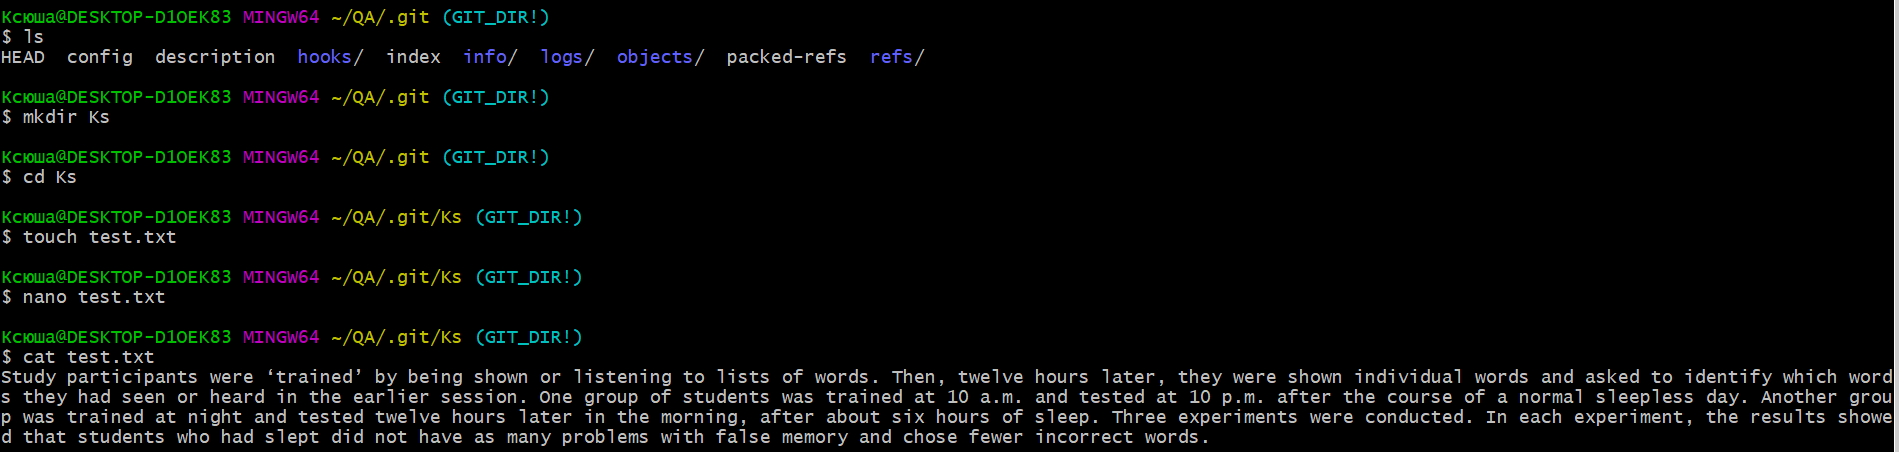 Ксюша@DESKTOP-D1OEK83 MINGW64 ~/QA/.git (GIT_DIR!)
$ ls
HEAD  config  description  hooks/  index  info/  logs/  objects/  packed-refs  refs/
Ксюша@DESKTOP-D1OEK83 MINGW64 ~/QA/.git (GIT_DIR!)
$ mkdir Ks
Ксюша@DESKTOP-D1OEK83 MINGW64 ~/QA/.git (GIT_DIR!)
$ cd Ks
Ксюша@DESKTOP-D1OEK83 MINGW64 ~/QA/.git/Ks (GIT_DIR!)
$ touch test.txt
Ксюша@DESKTOP-D1OEK83 MINGW64 ~/QA/.git/Ks (GIT_DIR!)
$ nano test.txt
Ксюша@DESKTOP-D1OEK83 MINGW64 ~/QA/.git/Ks (GIT_DIR!)
$ cat test.txt
Study participants were ‘trained’ by being shown or listening to lists of words. Then, twelve hours later, they were shown individual words and asked to identify which word
s they had seen or heard in the earlier session. One group of students was trained at 10 a.m. and tested at 10 p.m. after the course of a normal sleepless day. Another grou
p was trained at night and tested twelve hours later in the morning, after about six hours of sleep. Three experiments were conducted. In each experiment, the results showe
d that students who had slept did not have as many problems with false memory and chose fewer incorrect words.